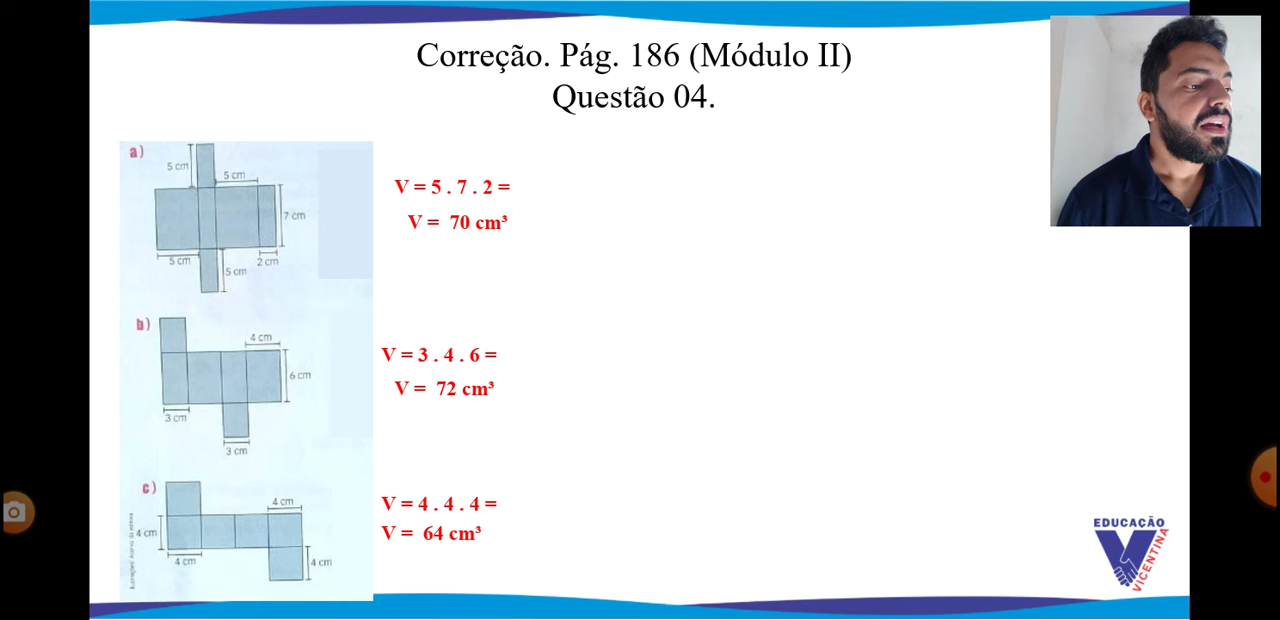 Correção. Pág. 186 (Módulo II)
Questão 04.
a)
5 cm
5 cm
7 cm
5 cm
2 cm
5 cm
V = 5 . 7 . 2 =
V = 70 cm³
b)
4 cm
6 cm
3 cm
3 cm
V = 3 . 4 . 6 =
V = 72 cm³
c)
4 cm
4 cm
4 cm
4 cm
V = 4 . 4 . 4 =
V = 64 cm³
EDUCAÇÃO
VICENTINA